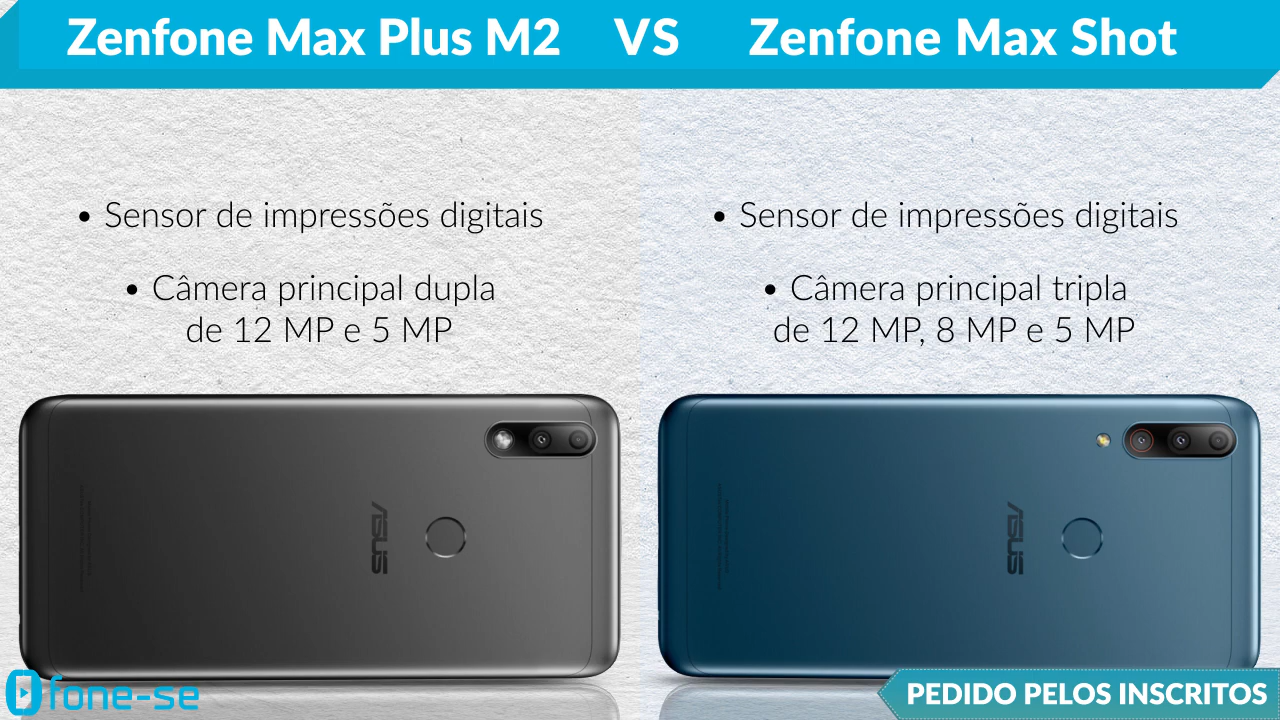 Zenfone Max Plus M2 VS Zenfone Max Shot
• Sensor de impressões digitais
• Câmera principal dupla
de 12 MP e 5 MP
• Sensor de impressões digitais
• Câmera principal tripla
de 12 MP, 8 MP e 5 MP
ASUS
ASUS
fone-se
PEDIDO PELOS INSCRITOS